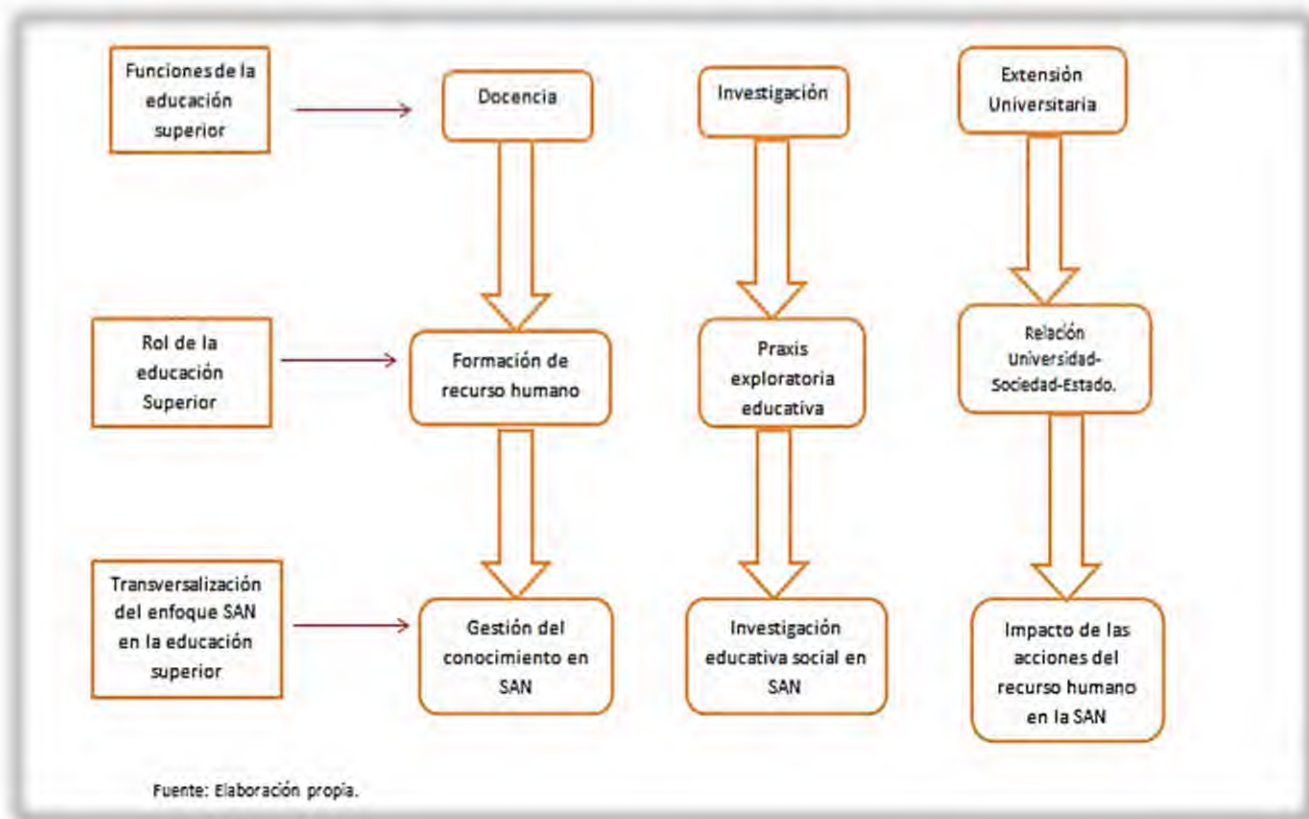 Funciones de la
educación
superior
Docencia
Investigación
Extensión
Universitaria
Rol de la
educación
Superior
Formación de
recurso humano
Praxis
exploratoria
educativa
Relación
Universidad-
Sociedad-Estado.
Transversalización
del enfoque SAN
en la educación
superior
Gestión del
conocimiento en
SAN
Investigación
educativa social en
SAN
Impacto de las
acciones del
recurso humano
en la SAN
Fuente: Elaboración propia.